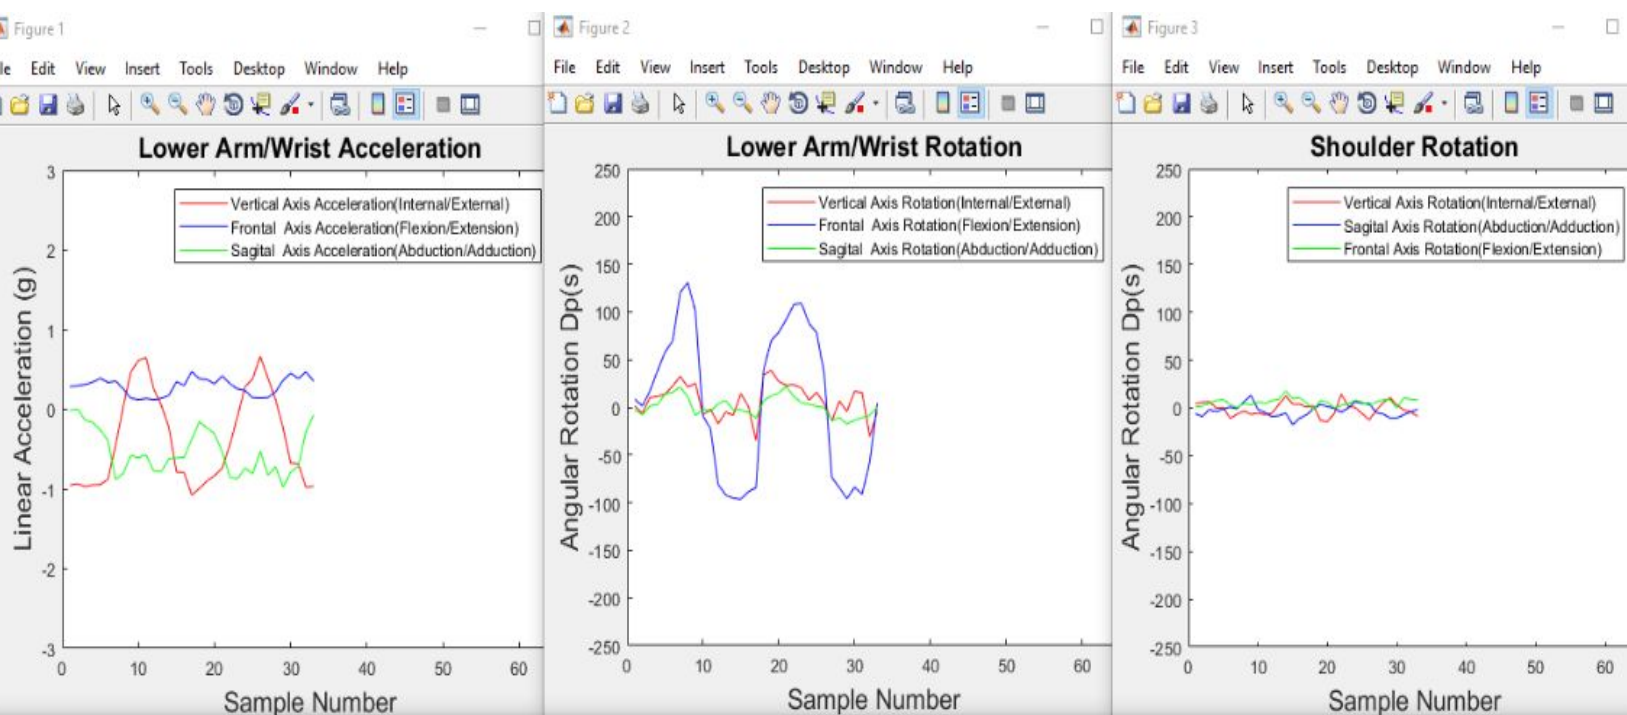 Figure 1
le Edit View Insert Tools Desktop Window Help
Lower Arm/Wrist Acceleration
Vertical Axis Acceleration(Internal/External)
Frontal Axis Acceleration(Flexion/Extension)
Sagital Axis Acceleration(Abduction/Adduction)
Linear Acceleration (g)
3
2
1
0
-1
-2
-3
0 10 20 30 40 50 60
Sample Number
Figure 2
File Edit View Insert Tools Desktop Window Help
Lower Arm/Wrist Rotation
Vertical Axis Rotation(Internal/External)
Frontal Axis Rotation(Flexion/Extension)
Sagital Axis Rotation(Abduction/Adduction)
Angular Rotation Dp(s)
250
200
150
100
50
0
-50
-100
-150
-200
-250
0 10 20 30 40 50 60
Sample Number
Figure 3
File Edit View Insert Tools Desktop Window Help
Shoulder Rotation
Vertical Axis Rotation(Internal/External)
Sagital Axis Rotation(Abduction/Adduction)
Frontal Axis Rotation(Flexion/Extension)
Angular Rotation Dp(s)
250
200
150
100
50
0
-50
-100
-150
-200
-250
0 10 20 30 40 50 60
Sample Number